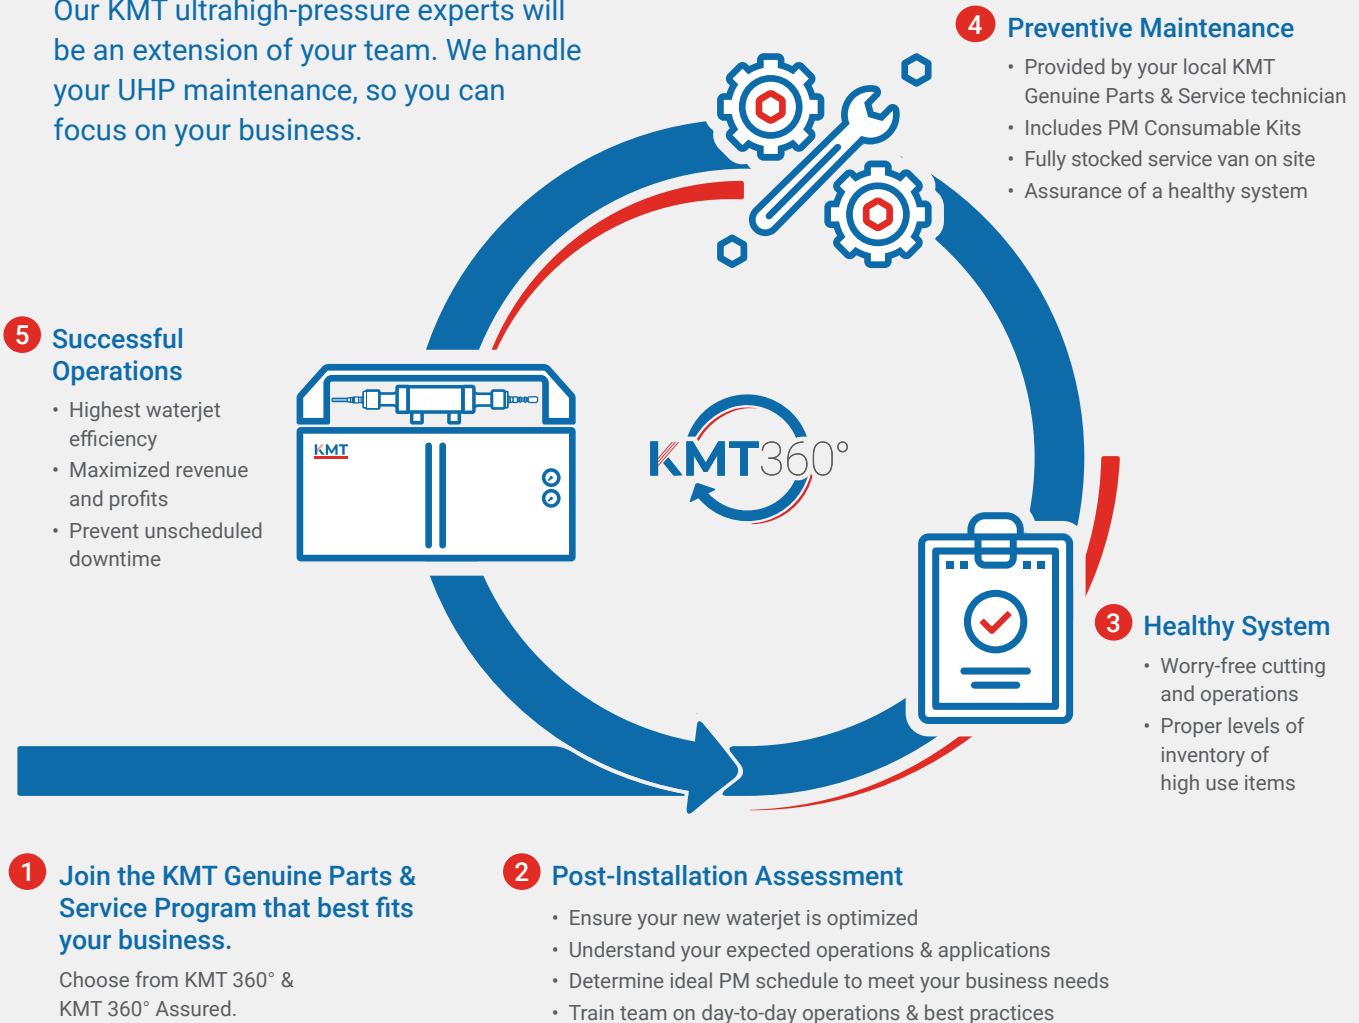 Our KMT ultrahigh-pressure experts will
be an extension of your team. We handle
your UHP maintenance, so you can
focus on your business.
4 Preventive Maintenance
• Provided by your local KMT
Genuine Parts & Service technician
• Includes PM Consumable Kits
• Fully stocked service van on site
• Assurance of a healthy system
5 Successful
Operations
• Highest waterjet
efficiency
• Maximized revenue
and profits
• Prevent unscheduled
downtime
KMT
KMT360°
3 Healthy System
• Worry-free cutting
and operations
• Proper levels of
inventory of
high use items
1 Join the KMT Genuine Parts &
Service Program that best fits
your business.
Choose from KMT 360° &
KMT 360° Assured.
2 Post-Installation Assessment
• Ensure your new waterjet is optimized
• Understand your expected operations & applications
• Determine ideal PM schedule to meet your business needs
• Train team on day-to-day operations & best practices